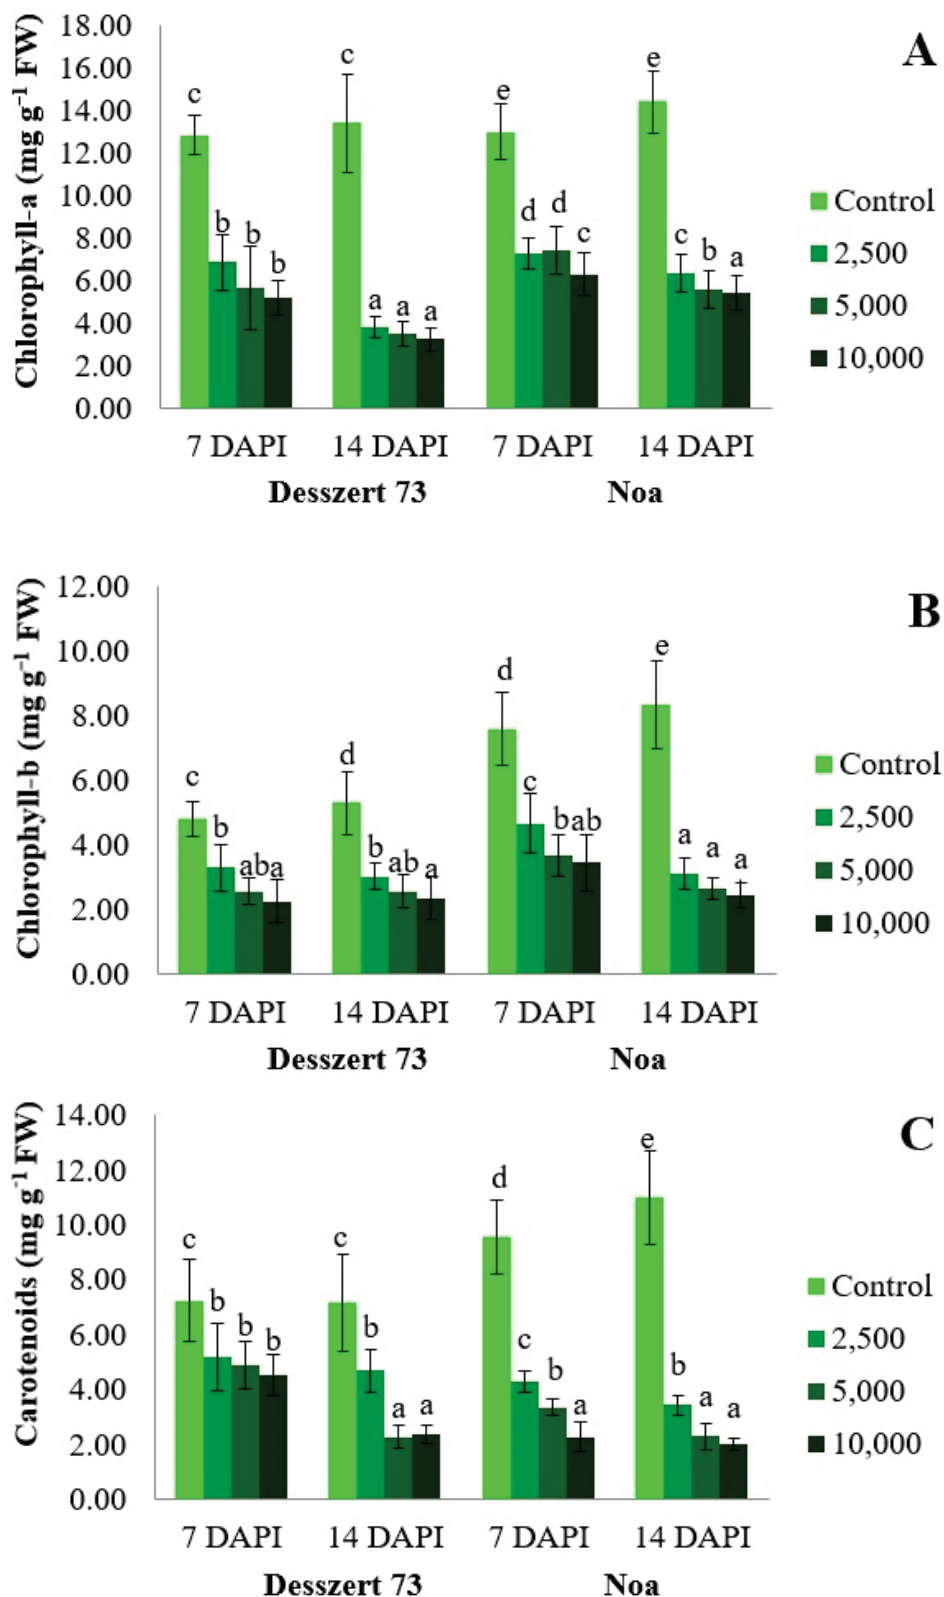 A
Chlorophyll-a (mg g⁻¹ FW)
18.00
16.00
14.00
12.00
10.00
8.00
6.00
4.00
2.00
0.00
c b b b
c a a a
e d d c
e c b a
Control
2,500
5,000
10,000
7 DAPI 14 DAPI 7 DAPI 14 DAPI
Desszert 73 Noa
B
Chlorophyll-b (mg g⁻¹ FW)
12.00
10.00
8.00
6.00
4.00
2.00
0.00
c b ab a
d b ab a
d c b ab
e a a a
Control
2,500
5,000
10,000
7 DAPI 14 DAPI 7 DAPI 14 DAPI
Desszert 73 Noa
C
Carotenoids (mg g⁻¹ FW)
14.00
12.00
10.00
8.00
6.00
4.00
2.00
0.00
c b b b
c b a a
d c b a
e b a a
Control
2,500
5,000
10,000
7 DAPI 14 DAPI 7 DAPI 14 DAPI
Desszert 73 Noa